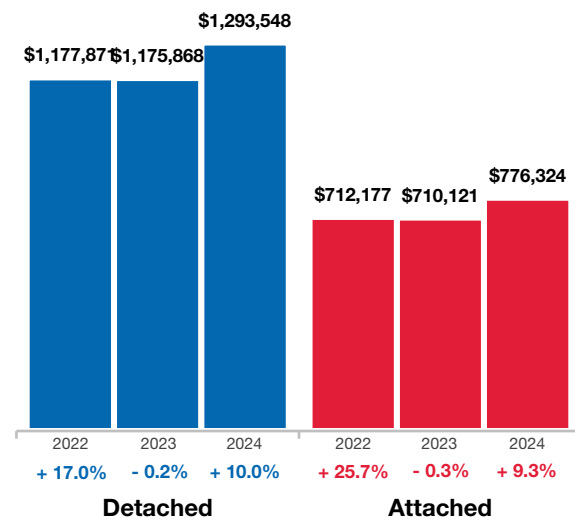 $1,293,548
$1,177,871 $1,175,868
$776,324
$712,177 $710,121
2022 2023 2024 2022 2023 2024
+ 17.0% - 0.2% + 10.0% + 25.7% - 0.3% + 9.3%
Detached Attached